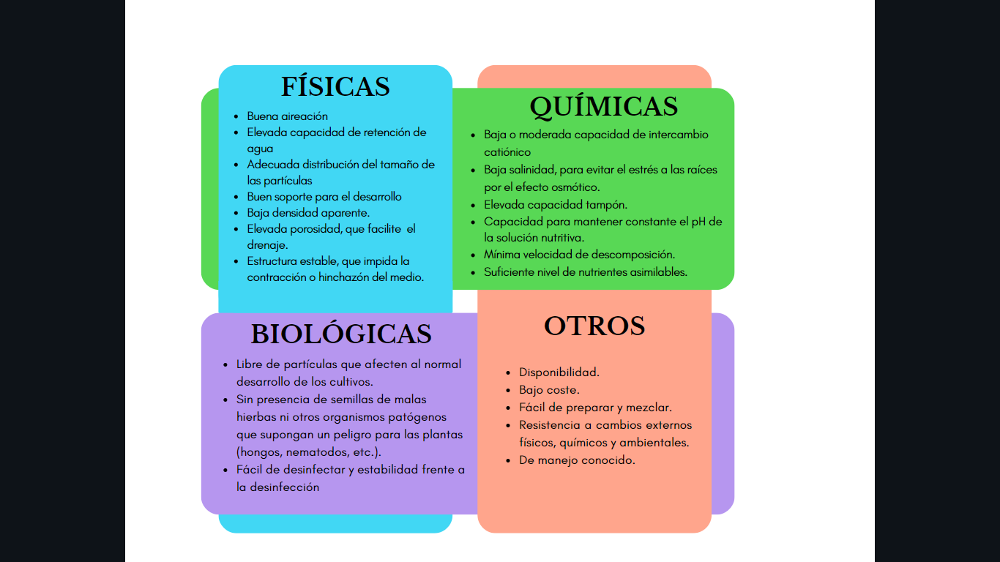 FÍSICAS
• Buena aireación
• Elevada capacidad de retención de
agua
• Adecuada distribución del tamaño de
las partículas
• Buen soporte para el desarrollo
• Baja densidad aparente.
• Elevada porosidad, que facilite  el
drenaje.
• Estructura estable, que impida la
contracción o hinchazón del medio.
QUÍMICAS
• Baja o moderada capacidad de intercambio
catiónico
• Baja salinidad, para evitar el estrés a las raíces
por el efecto osmótico.
• Elevada capacidad tampón.
• Capacidad para mantener constante el pH de
la solución nutritiva.
• Mínima velocidad de descomposición.
• Suficiente nivel de nutrientes asimilables.
BIOLÓGICAS
• Libre de partículas que afecten al normal
desarrollo de los cultivos.
• Sin presencia de semillas de malas
hierbas ni otros organismos patógenos
que supongan un peligro para las plantas
(hongos, nematodos, etc.).
• Fácil de desinfectar y estabilidad frente a
la desinfección
OTROS
• Disponibilidad.
• Bajo coste.
• Fácil de preparar y mezclar.
• Resistencia a cambios externos
físicos, químicos y ambientales.
• De manejo conocido.